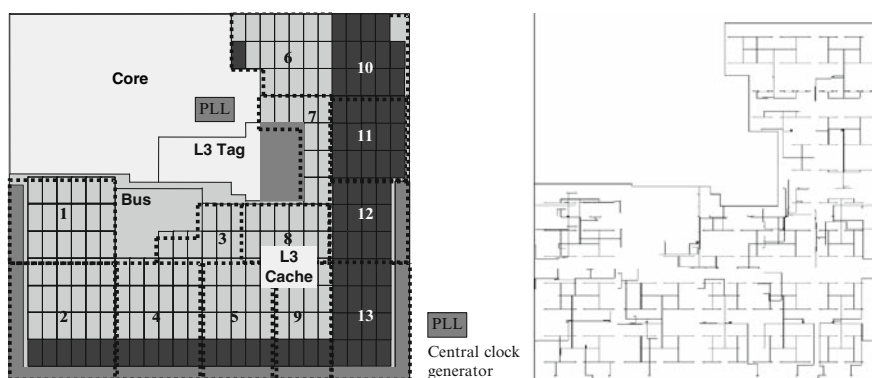 6
Core
10
PLL
7
11
L3 Tag
Bus
1
12
3
8
L3
Cache
2
4
5
9
13
PLL
Central clock
generator